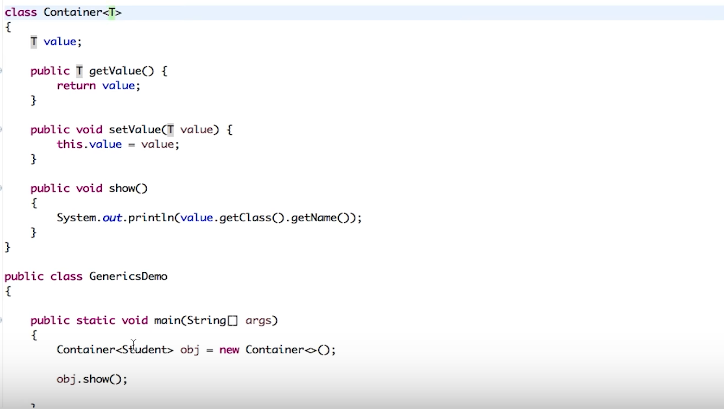 class Container<T>
{
T value;
public T getValue() {
return value;
}
public void setValue(T value) {
this.value = value;
}
public void show()
{
System.out.println(value.getClass().getName());
}
}
public class GenericsDemo
{
public static void main(String[] args)
{
Container<Student> obj = new Container<>();
obj.show();
}